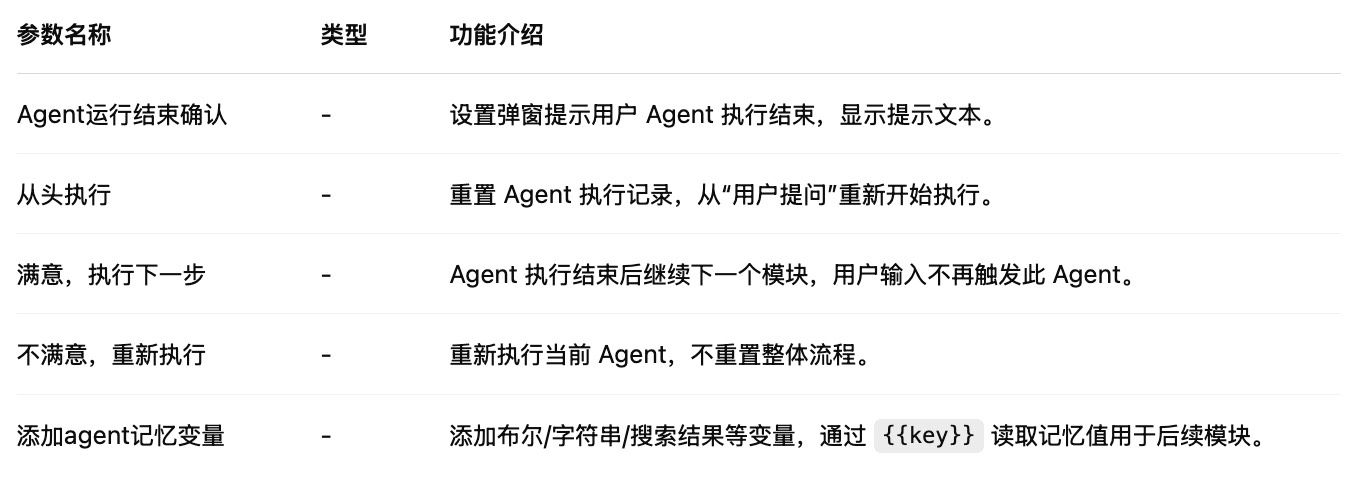 参数名称 类型 功能介绍
Agent运行结束确认 - 设置弹窗提示用户 Agent 执行结束，显示提示文本。
从头执行 - 重置 Agent 执行记录，从“用户提问”重新开始执行。
满意，执行下一步 - Agent 执行结束后继续下一个模块，用户输入不再触发此 Agent。
不满意，重新执行 - 重新执行当前 Agent，不重置整体流程。
添加agent记忆变量 - 添加布尔/字符串/搜索结果等变量，通过 {{key}} 读取记忆值用于后续模块。